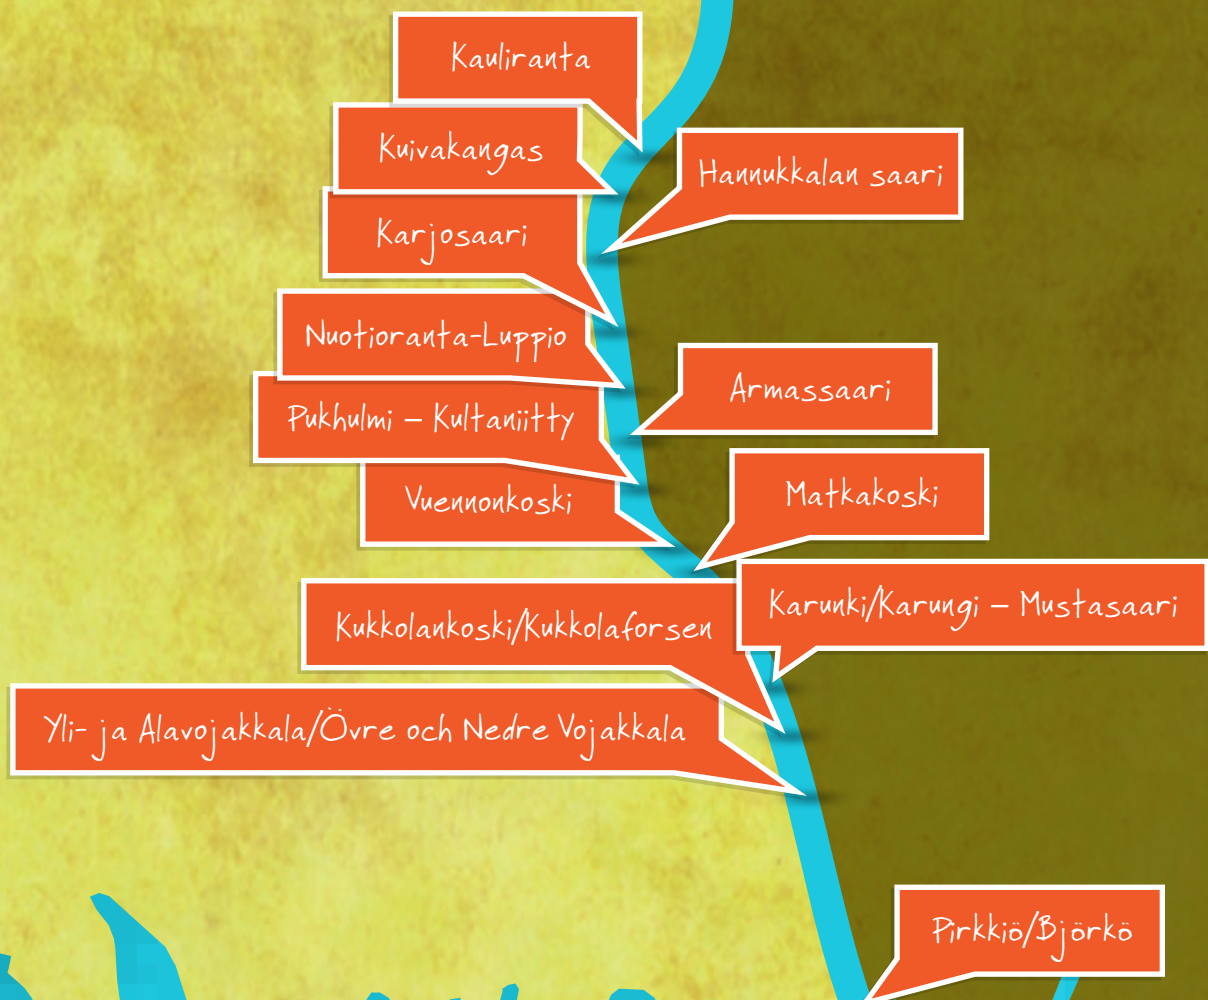 Kauliranta
Kuivakangas
Hannukkalan saari
Karjosaari
Nuotioranta-Luppio
Armassaari
Pukhulmi – Kultaniitty
Vuennonkoski
Matkakoski
Karunki/Karungi – Mustasaari
Kukkolankoski/Kukkolaforsen
Yli- ja Alavojakkala/Övre och Nedre Vojakkala
Pirkkiö/Björkö